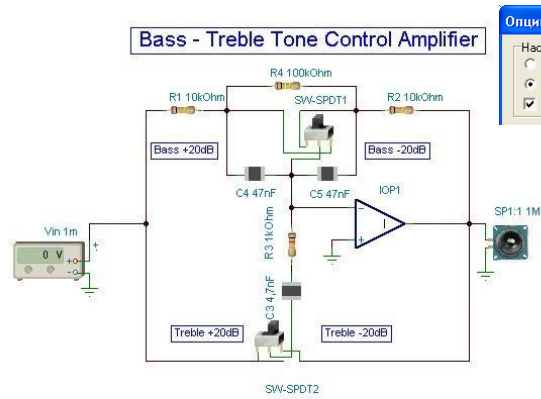 Bass - Treble Tone Control Amplifier
Опци
Нас
R4 100kOhm
R1 10kOhm
SW-SPDT1
R2 10kOhm
Bass +20dB
Bass -20dB
C4 47nF
C5 47nF
IOP1
R3 1kOhm
SP1:1 1M
Vin 1m
+
0 V
C3 4,7nF
Treble +20dB
Treble -20dB
SW-SPDT2